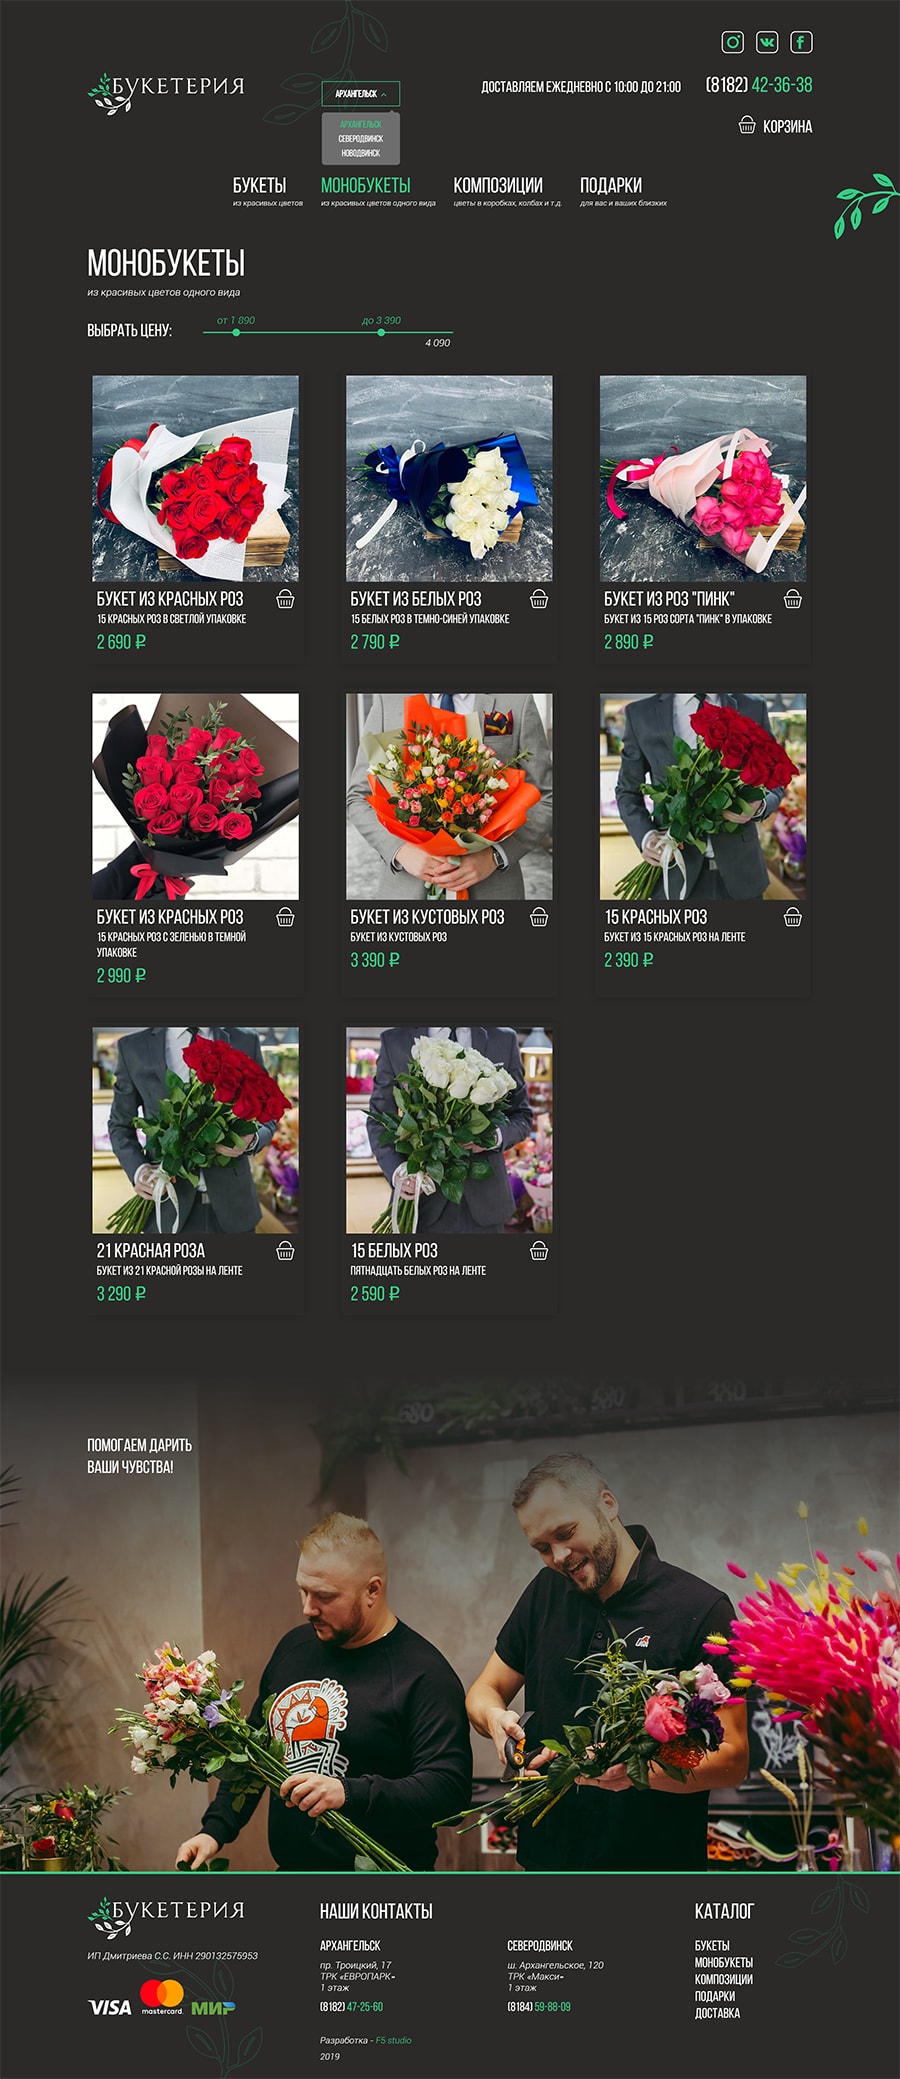 БУКЕТЕРИЯ
АРХАНГЕЛЬСК
АРХАНГЕЛЬСК
СЕВЕРОДВИНСК
НОВОДВИНСК
ДОСТАВЛЯЕМ ЕЖЕДНЕВНО С 10:00 ДО 21:00
(8182) 42-36-38
КОРЗИНА
БУКЕТЫ
из красивых цветов
МОНОБУКЕТЫ
из красивых цветов одного вида
КОМПОЗИЦИИ
цветы в коробках, колбах и т.д.
ПОДАРКИ
для вас и ваших близких
МОНОБУКЕТЫ
из красивых цветов одного вида
ВЫБРАТЬ ЦЕНУ:
от 1 890
до 3 390
4 090
БУКЕТ ИЗ КРАСНЫХ РОЗ
15 КРАСНЫХ РОЗ В СВЕТЛОЙ УПАКОВКЕ
2 690 ₽
БУКЕТ ИЗ БЕЛЫХ РОЗ
15 БЕЛЫХ РОЗ В ТЕМНО-СИНЕЙ УПАКОВКЕ
2 790 ₽
БУКЕТ ИЗ РОЗ "ПИНК"
БУКЕТ ИЗ 15 РОЗ СОРТА "ПИНК" В УПАКОВКЕ
2 890 ₽
БУКЕТ ИЗ КРАСНЫХ РОЗ
15 КРАСНЫХ РОЗ С ЗЕЛЕНЬЮ В ТЕМНОЙ
УПАКОВКЕ
2 990 ₽
БУКЕТ ИЗ КУСТОВЫХ РОЗ
БУКЕТ ИЗ КУСТОВЫХ РОЗ
3 390 ₽
15 КРАСНЫХ РОЗ
БУКЕТ ИЗ 15 КРАСНЫХ РОЗ НА ЛЕНТЕ
2 390 ₽
21 КРАСНАЯ РОЗА
БУКЕТ ИЗ 21 КРАСНОЙ РОЗЫ НА ЛЕНТЕ
3 290 ₽
15 БЕЛЫХ РОЗ
ПЯТНАДЦАТЬ БЕЛЫХ РОЗ НА ЛЕНТЕ
2 590 ₽
ПОМОГАЕМ ДАРИТЬ
ВАШИ ЧУВСТВА!
БУКЕТЕРИЯ
ИП Дмитриева С.С. ИНН 290132575953
VISA
mastercard
МИР
НАШИ КОНТАКТЫ
АРХАНГЕЛЬСК
пр. Троицкий, 17
ТРК «ЕВРОПАРК»
1 этаж
(8182) 47-25-60
СЕВЕРОДВИНСК
ш. Архангельское, 120
ТРК «Макси»
1 этаж
(8184) 59-88-09
Разработка - F5 studio
2019
КАТАЛОГ
БУКЕТЫ
МОНОБУКЕТЫ
КОМПОЗИЦИИ
ПОДАРКИ
ДОСТАВКА